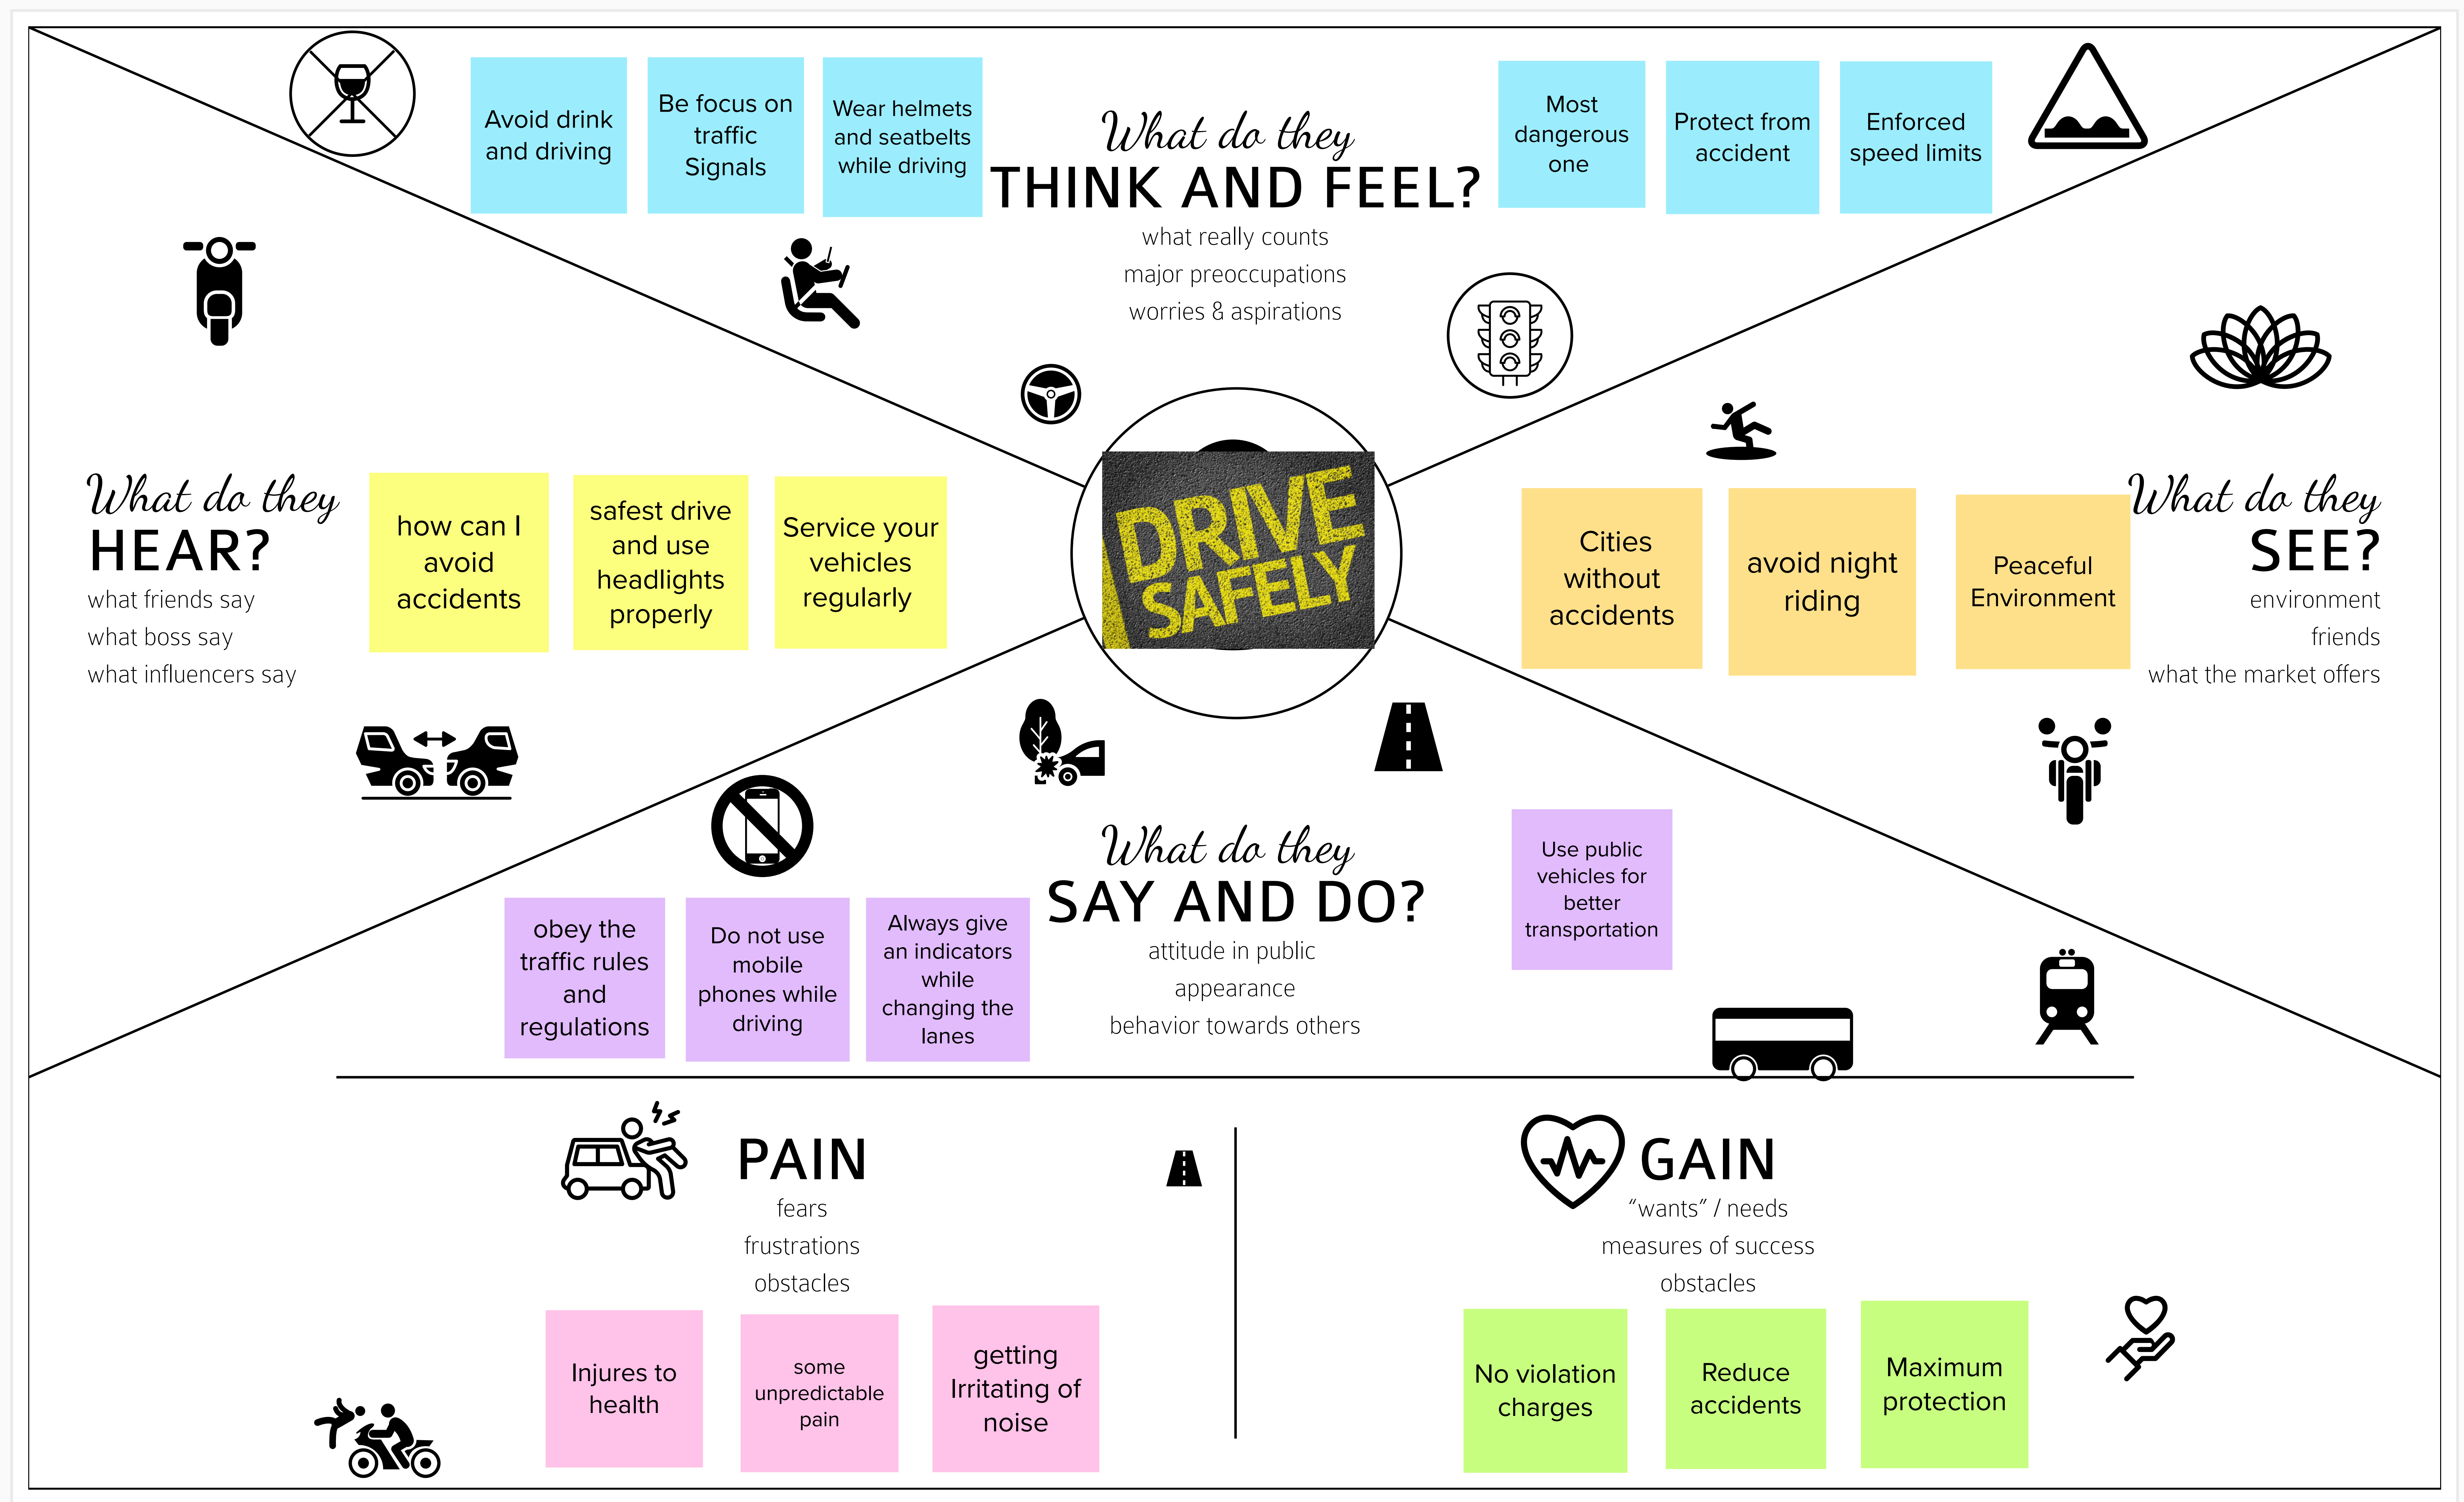 Avoid drink
and driving
Be focus on
traffic
Signals
Wear helmets
and seatbelts
while driving
What do they
THINK AND FEEL?
what really counts
major preoccupations
worries & aspirations
Most
dangerous
one
Protect from
accident
Enforced
speed limits
What do they
HEAR?
what friends say
what boss say
what influencers say
how can I
avoid
accidents
safest drive
and use
headlights
properly
Service your
vehicles
regularly
DRIVE
SAFELY
Cities
without
accidents
avoid night
riding
Peaceful
Environment
What do they
SEE?
environment
friends
what the market offers
obey the
traffic rules
and
regulations
Do not use
mobile
phones while
driving
Always give
an indicators
while
changing the
lanes
What do they
SAY AND DO?
attitude in public
appearance
behavior towards others
Use public
vehicles for
better
transportation
PAIN
fears
frustrations
obstacles
Injures to
health
some
unpredictable
pain
getting
Irritating of
noise
GAIN
“wants” / needs
measures of success
obstacles
No violation
charges
Reduce
accidents
Maximum
protection